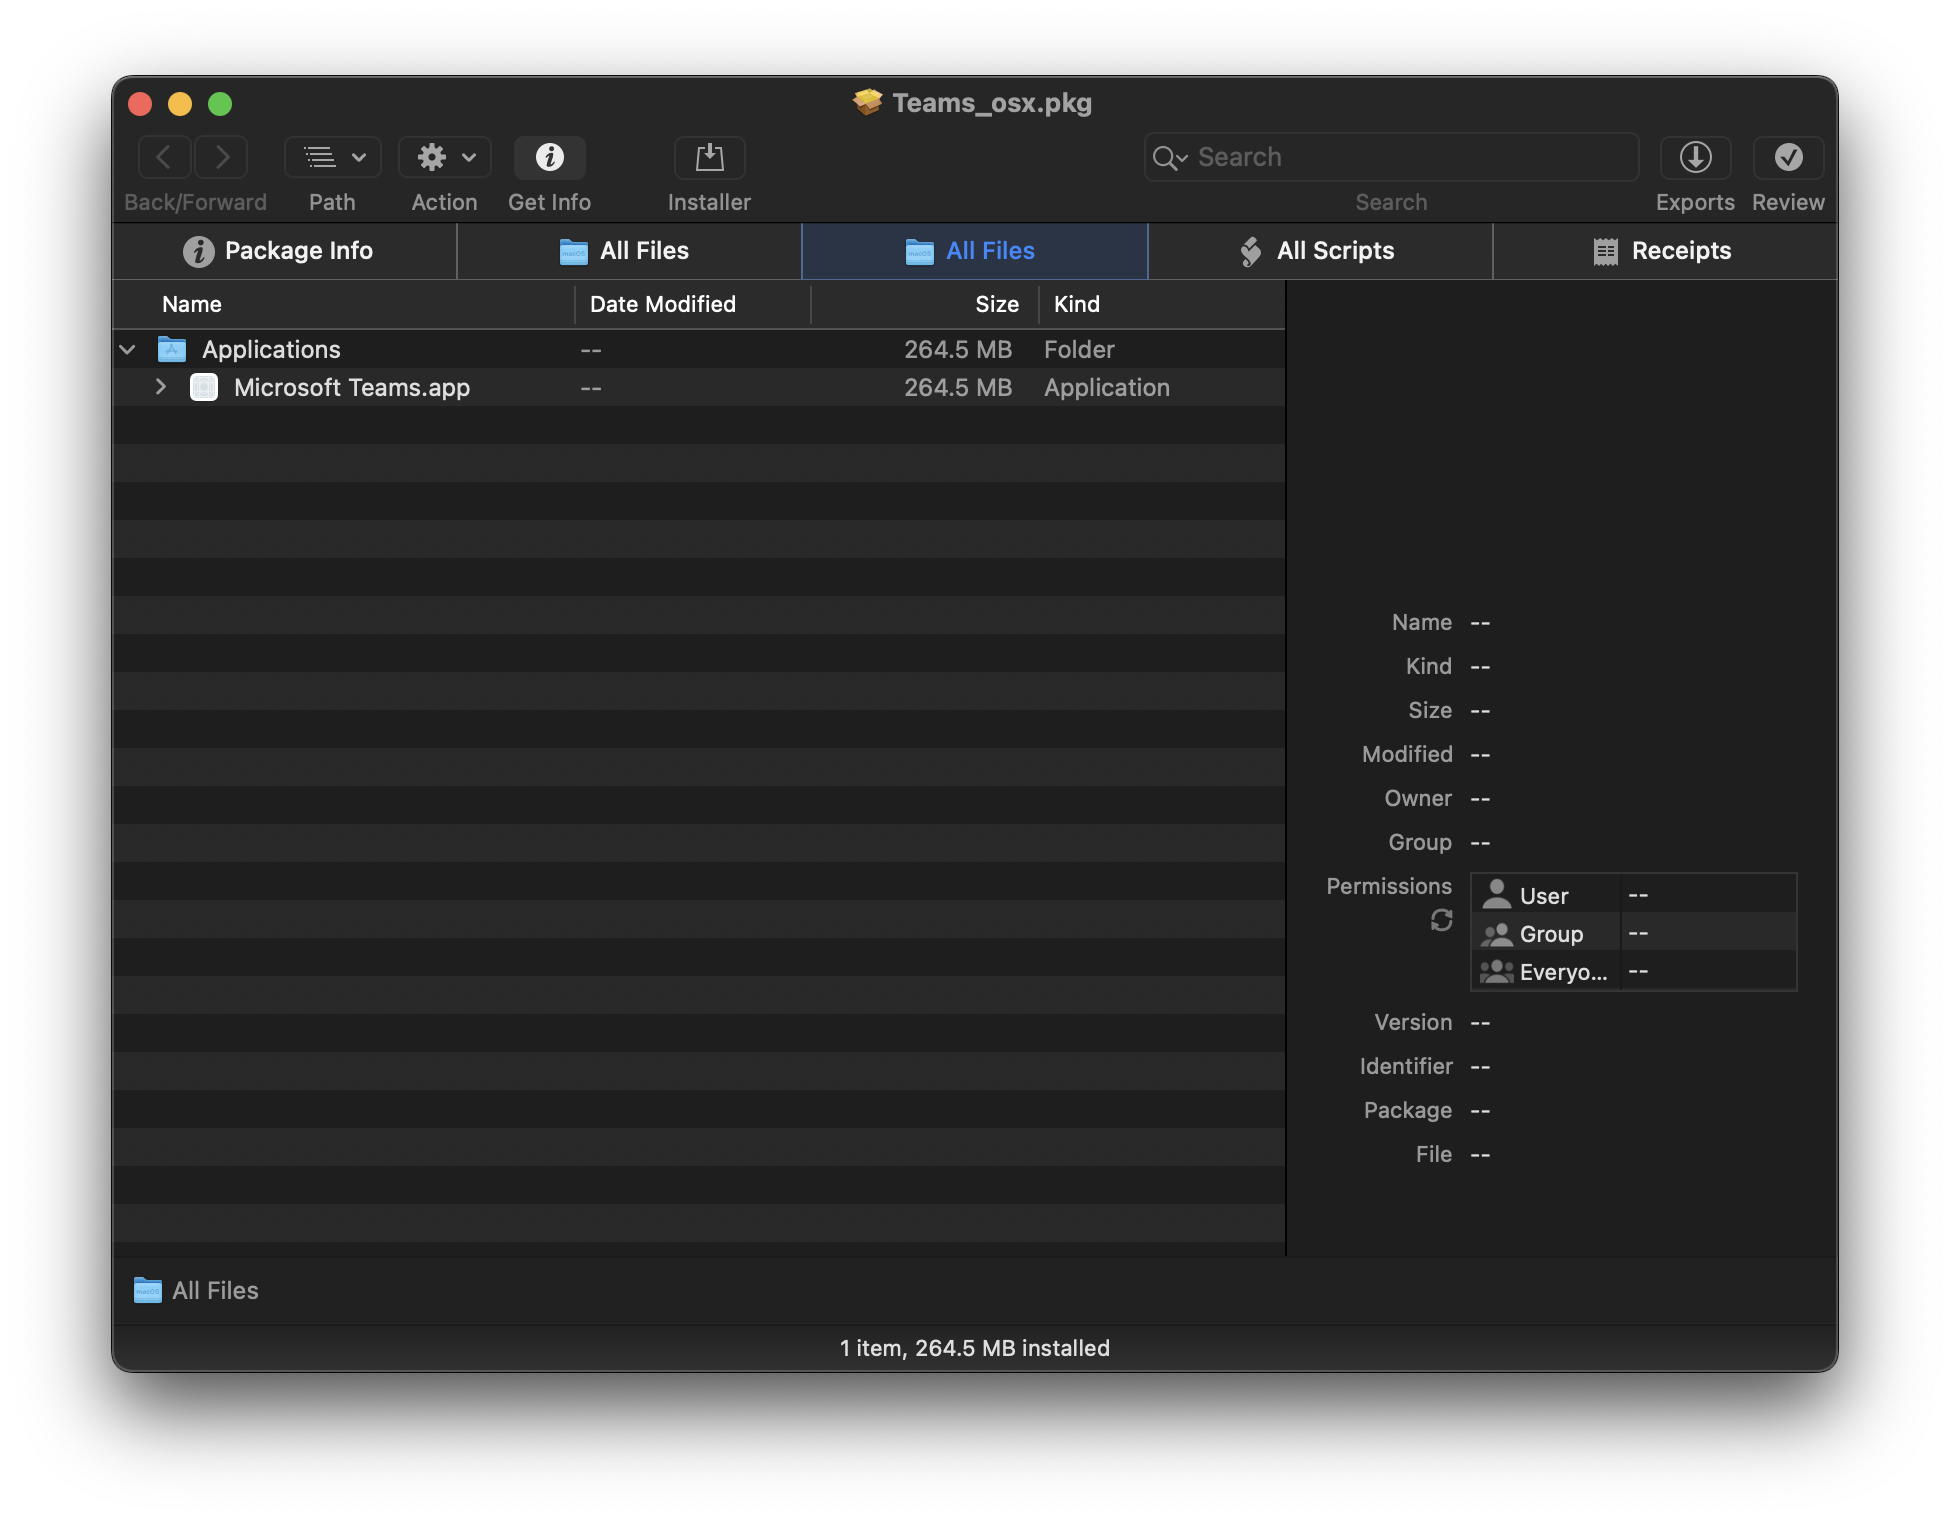 Teams_osx.pkg
Search
Back/Forward Path Action Get Info Installer Search Exports Review
Package Info All Files All Files All Scripts Receipts
Name Date Modified Size Kind
Applications -- 264.5 MB Folder
Microsoft Teams.app -- 264.5 MB Application
Name --
Kind --
Size --
Modified --
Owner --
Group --
Permissions User --
Group --
Everyo... --
Version --
Identifier --
Package --
File --
All Files
1 item, 264.5 MB installed